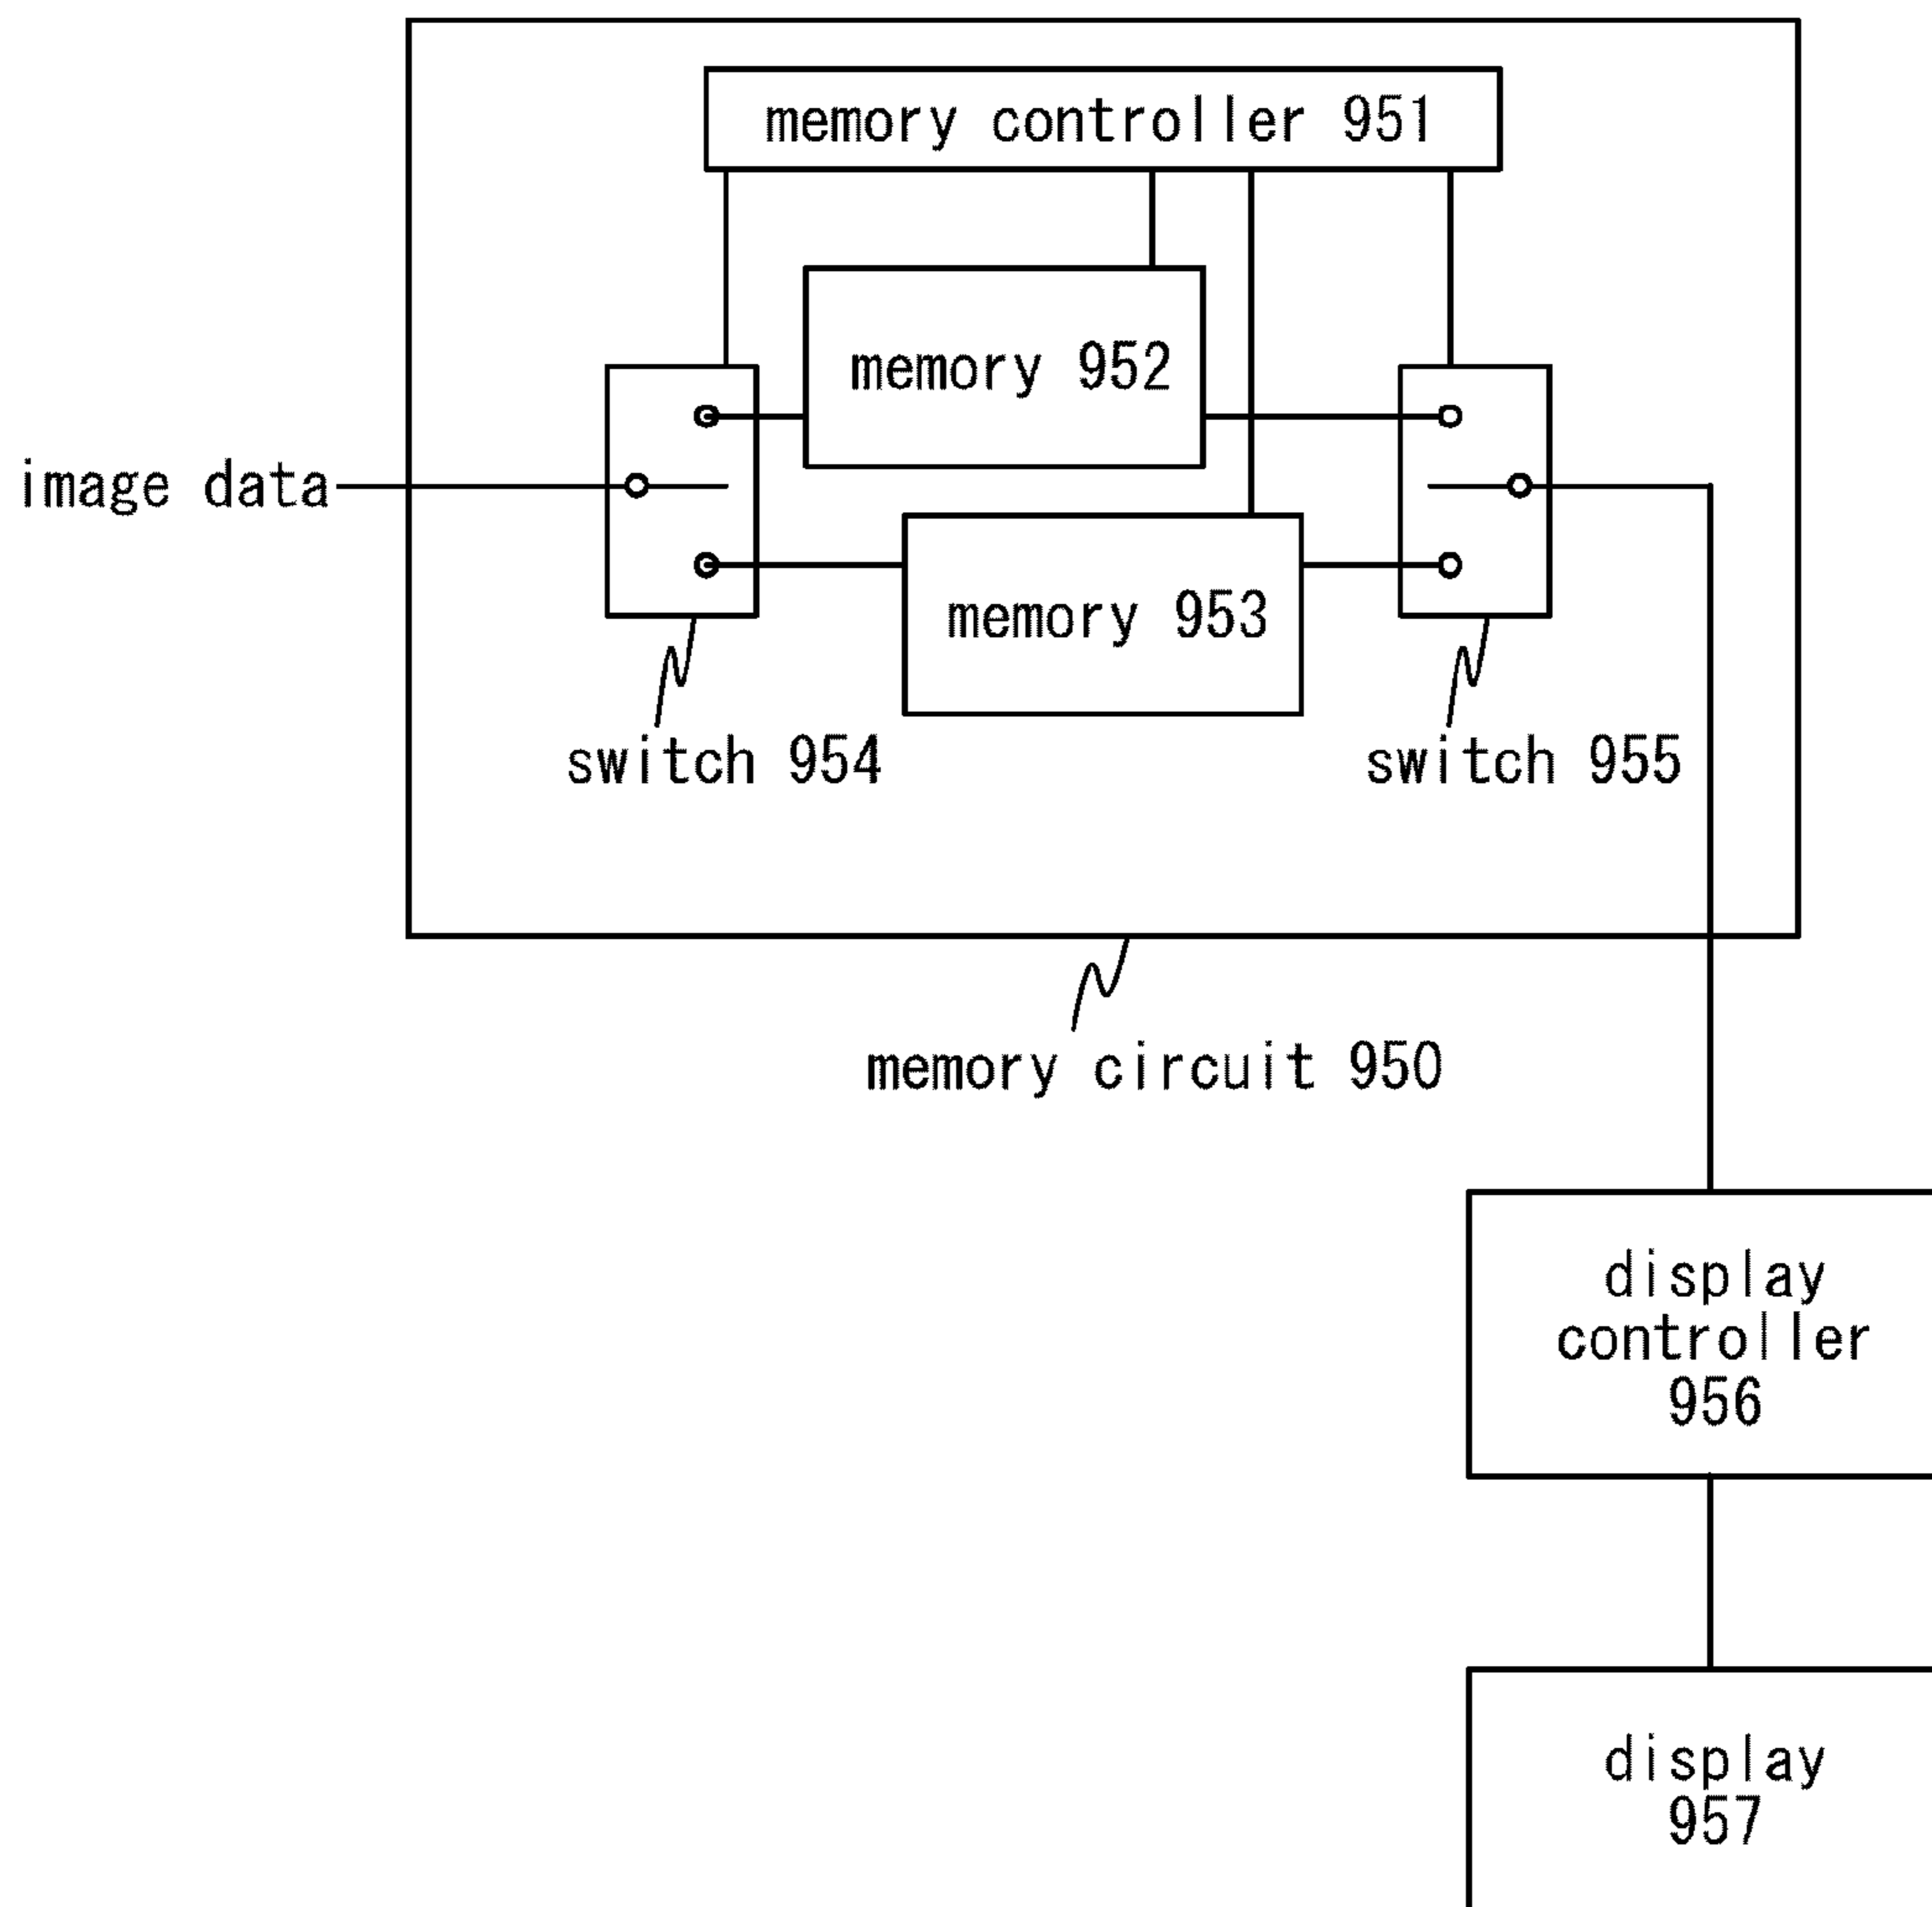 memory controller 951
memory 952
image data
memory 953
switch 954
switch 955
memory circuit 950
display
controller
956
display
957